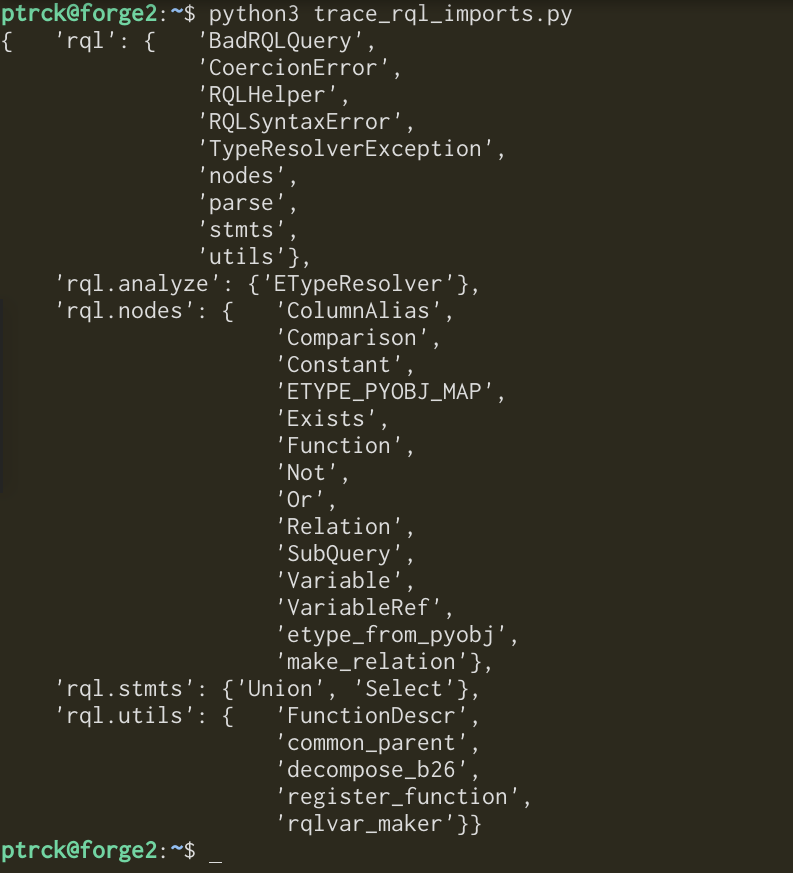 ptrck@forge2:~$ python3 trace_rql_imports.py
{   'rql': {   'BadRQLQuery',
               'CoercionError',
               'RQLHelper',
               'RQLSyntaxError',
               'TypeResolverException',
               'nodes',
               'parse',
               'stmts',
               'utils'},
    'rql.analyze': {'ETypeResolver'},
    'rql.nodes': {   'ColumnAlias',
                     'Comparison',
                     'Constant',
                     'ETYPE_PYOBJ_MAP',
                     'Exists',
                     'Function',
                     'Not',
                     'Or',
                     'Relation',
                     'SubQuery',
                     'Variable',
                     'VariableRef',
                     'etype_from_pyobj',
                     'make_relation'},
    'rql.stmts': {'Union', 'Select'},
    'rql.utils': {   'FunctionDescr',
                     'common_parent',
                     'decompose_b26',
                     'register_function',
                     'rqlvar_maker'}}
ptrck@forge2:~$ _